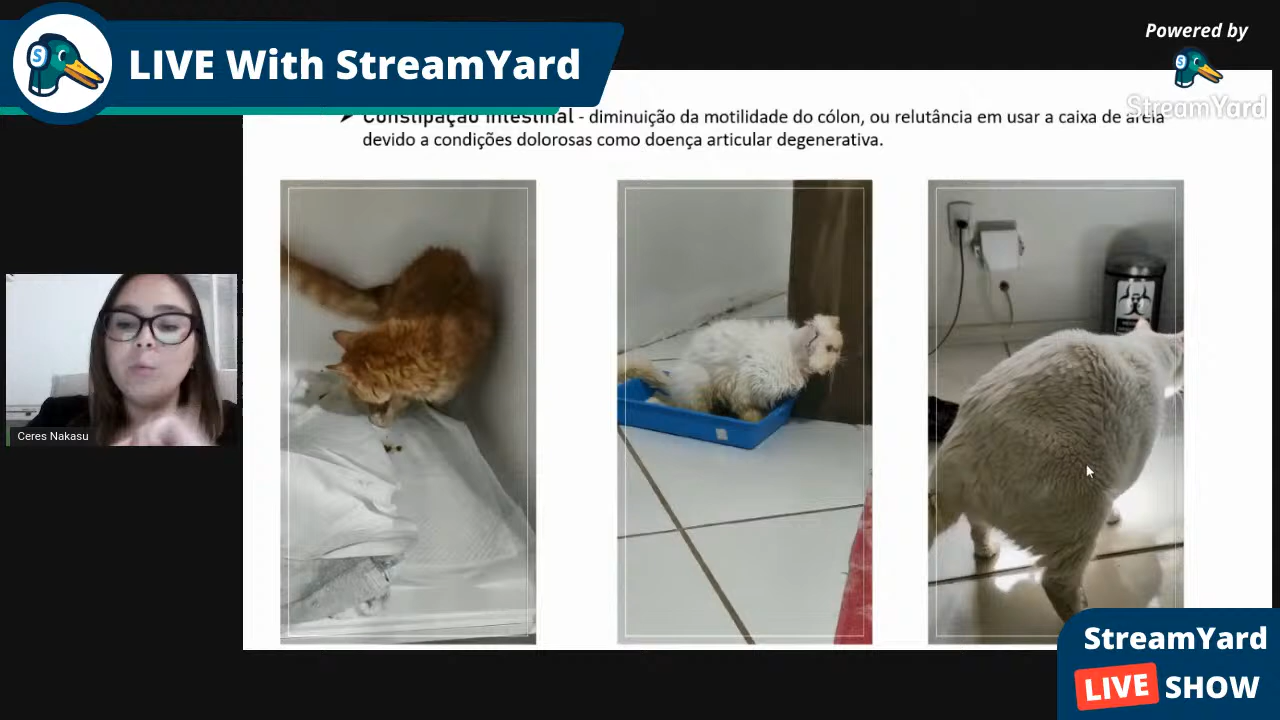 LIVE With StreamYard
Powered by
StreamYard
Constipação intestinal - diminuição da motilidade do cólon, ou relutância em usar a caixa de areia
devido a condições dolorosas como doença articular degenerativa.
Ceres Nakasu
StreamYard
LIVE SHOW